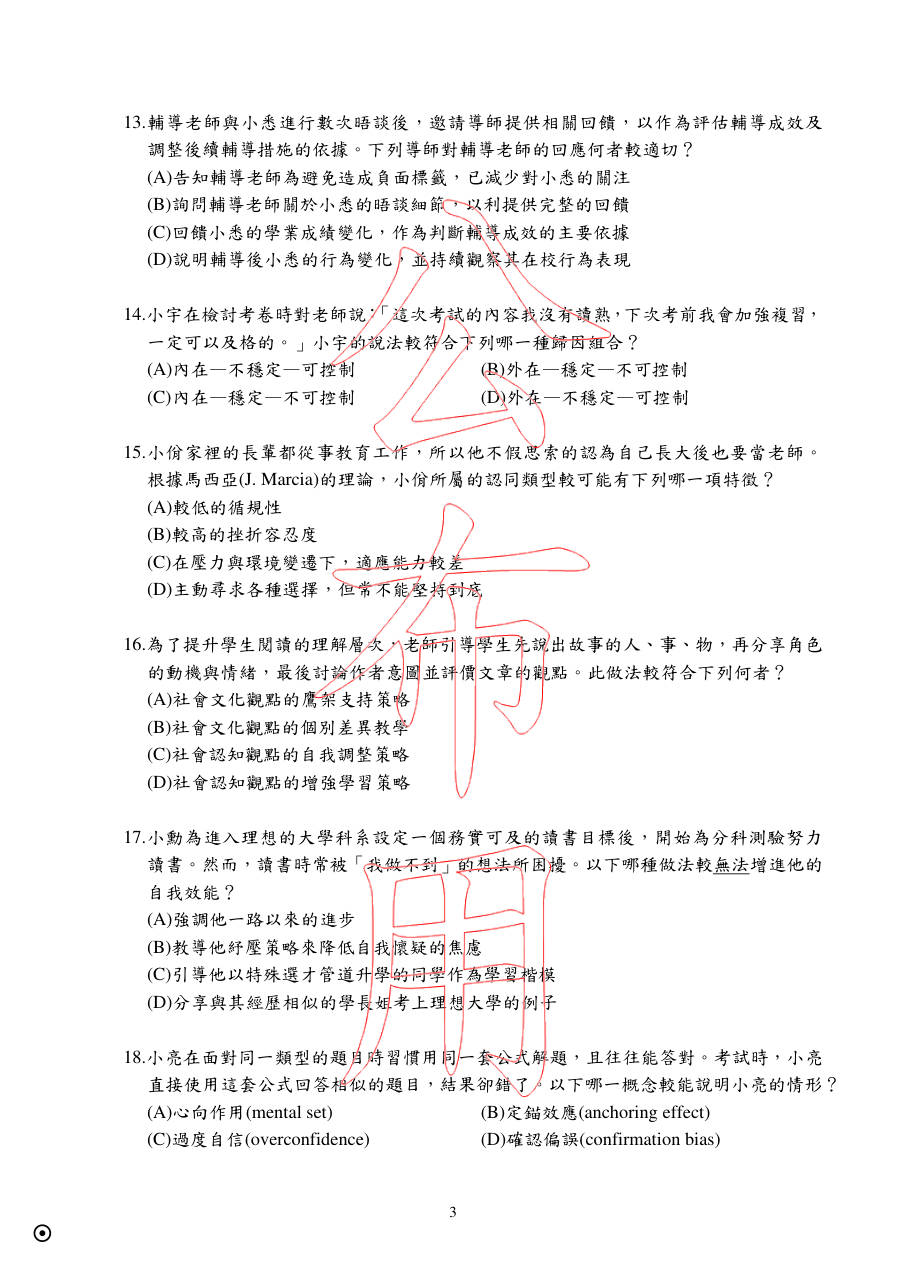 13.輔導老師與小悉進行數次晤談後，邀請導師提供相關回饋，以作為評估輔導成效及
調整後續輔導措施的依據。下列導師對輔導老師的回應何者較適切？
(A)告知輔導老師為避免造成負面標籤，已減少對小悉的關注
(B)詢問輔導老師關於小悉的晤談細節，以利提供完整的回饋
(C)回饋小悉的學業成績變化，作為判斷輔導成效的主要依據
(D)說明輔導後小悉的行為變化，並持續觀察其在校行為表現
14.小宇在檢討考卷時對老師說：「這次考試的內容我沒有讀熟，下次考前我會加強複習，
一定可以及格的。」小宇的說法較符合下列哪一種歸因組合？
(A)內在─不穩定─可控制 (B)外在─穩定─不可控制
(C)內在─穩定─不可控制 (D)外在─不穩定─可控制
15.小佾家裡的長輩都從事教育工作，所以他不假思索的認為自己長大後也要當老師。
根據馬西亞(J. Marcia)的理論，小佾所屬的認同類型較可能有下列哪一項特徵？
(A)較低的循規性
(B)較高的挫折容忍度
(C)在壓力與環境變遷下，適應能力較差
(D)主動尋求各種選擇，但常不能堅持到底
16.為了提升學生閱讀的理解層次，老師引導學生先說出故事的人、事、物，再分享角色
的動機與情緒，最後討論作者意圖並評價文章的觀點。此做法較符合下列何者？
(A)社會文化觀點的鷹架支持策略
(B)社會文化觀點的個別差異教學
(C)社會認知觀點的自我調整策略
(D)社會認知觀點的增強學習策略
17.小勳為進入理想的大學科系設定一個務實可及的讀書目標後，開始為分科測驗努力
讀書。然而，讀書時常被「我做不到」的想法所困擾。以下哪種做法較無法增進他的
自我效能？
(A)強調他一路以來的進步
(B)教導他紓壓策略來降低自我懷疑的焦慮
(C)引導他以特殊選才管道升學的同學作為學習楷模
(D)分享與其經歷相似的學長姐考上理想大學的例子
18.小亮在面對同一類型的題目時習慣用同一套公式解題，且往往能答對。考試時，小亮
直接使用這套公式回答相似的題目，結果卻錯了。以下哪一概念較能說明小亮的情形？
(A)心向作用(mental set) (B)定錨效應(anchoring effect)
(C)過度自信(overconfidence) (D)確認偏誤(confirmation bias)
3
公布用